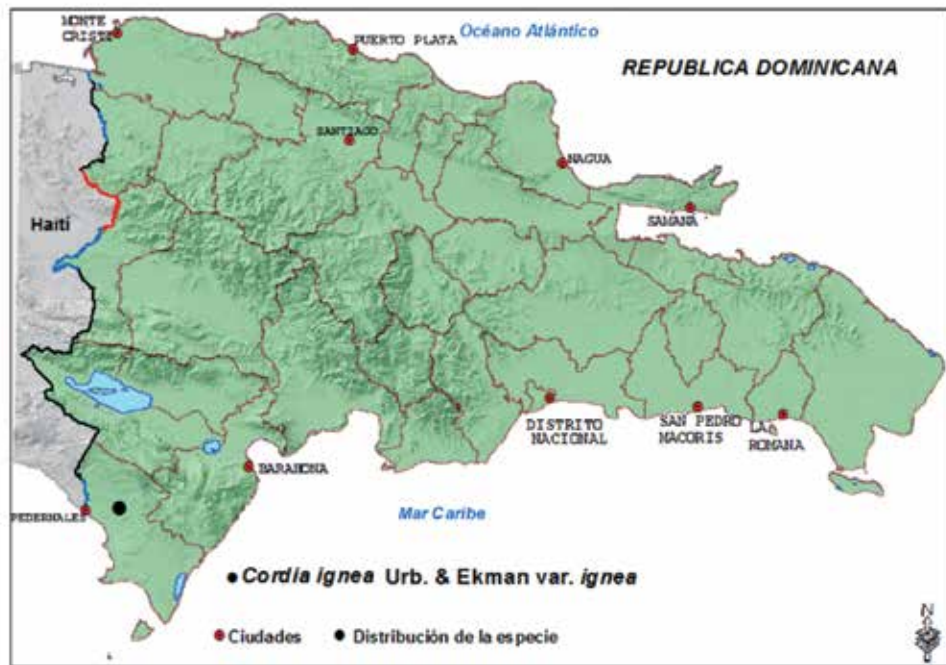 MONTE
CRISTI
Océano Atlántico
PUERTO PLATA
REPUBLICA DOMINICANA
SANTIAGO
NAGUA
SAMANA
Haití
DISTRITO
NACIONAL
SAN PEDRO
MACORIS
LA
ROMANA
BARAHONA
PEDERNALES
Mar Caribe
Cordia ignea Urb. & Ekman var. ignea
Ciudades
Distribución de la especie
N